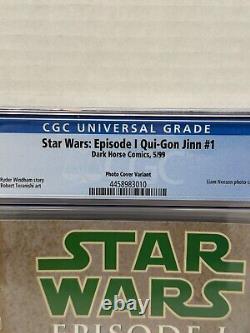 CGC UNIVERSAL GRADE
Star Wars: Episode I Qui-Gon Jinn #1
Dark Horse Comics, 5/99
Photo Cover Variant
Ryder Windham story
Robert Teranishi art
Liam Neeson photo
4458983010
STAR
WARS
EPISODE I